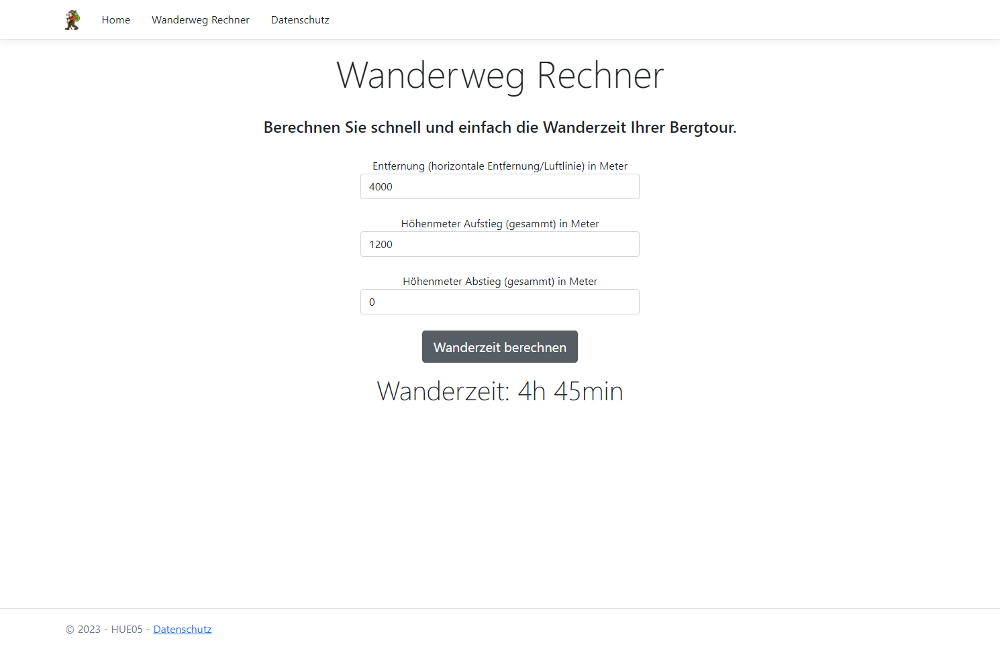 Home Wanderweg Rechner Datenschutz
Wanderweg Rechner
Berechnen Sie schnell und einfach die Wanderzeit Ihrer Bergtour.
Entfernung (horizontale Entfernung/Luftlinie) in Meter
4000
Höhenmeter Aufstieg (gesammt) in Meter
1200
Höhenmeter Abstieg (gesammt) in Meter
0
Wanderzeit berechnen
Wanderzeit: 4h 45min
© 2023 - HUE05 - Datenschutz